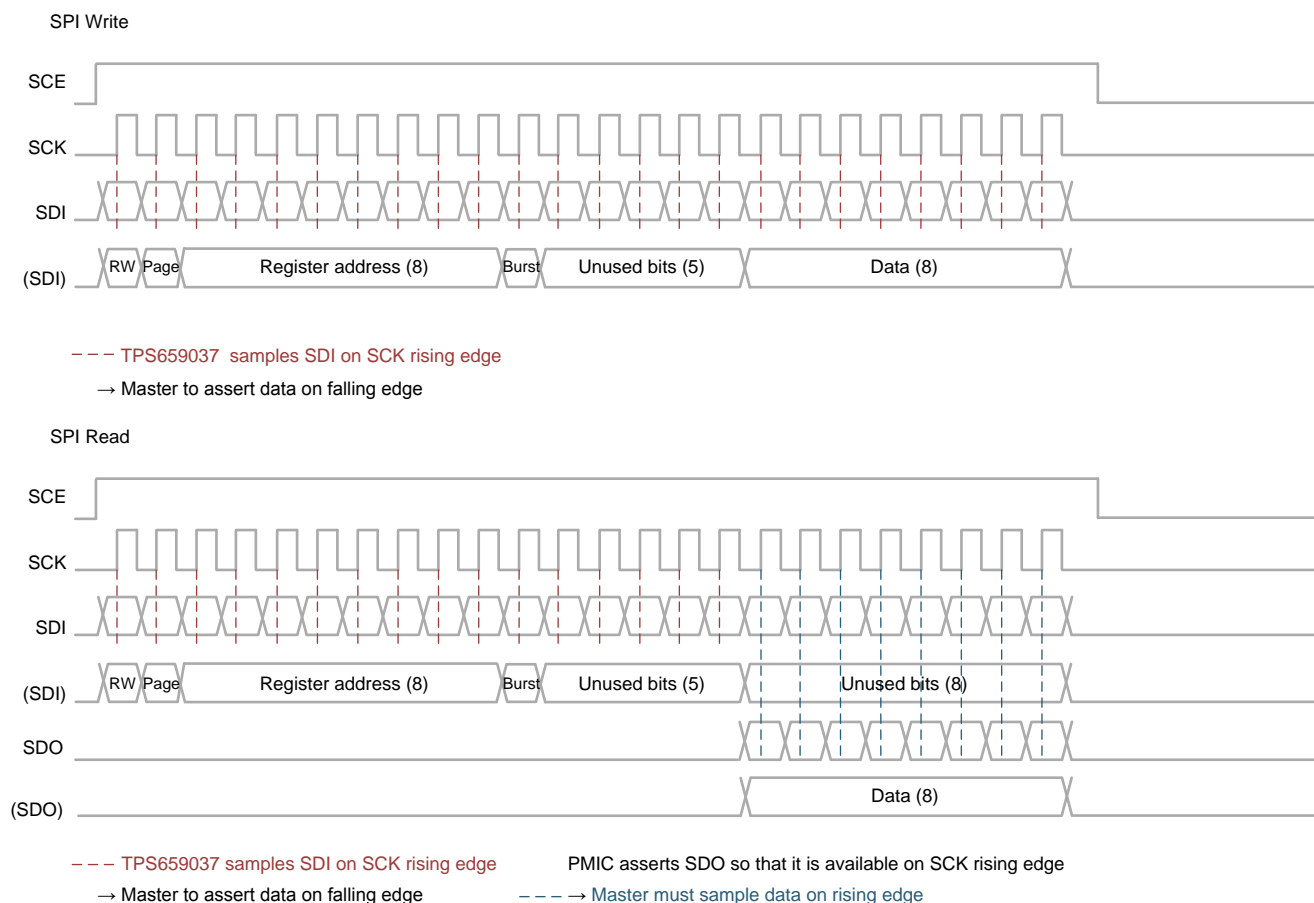 SPI Write
SCE
SCK
SDI
(SDI) RW Page Register address (8) Burst Unused bits (5) Data (8)
– – – TPS659037 samples SDI on SCK rising edge
→ Master to assert data on falling edge
SPI Read
SCE
SCK
SDI
(SDI) RW Page Register address (8) Burst Unused bits (5) Unused bits (8)
SDO
(SDO) Data (8)
– – – TPS659037 samples SDI on SCK rising edge PMIC asserts SDO so that it is available on SCK rising edge
→ Master to assert data on falling edge – – – → Master must sample data on rising edge